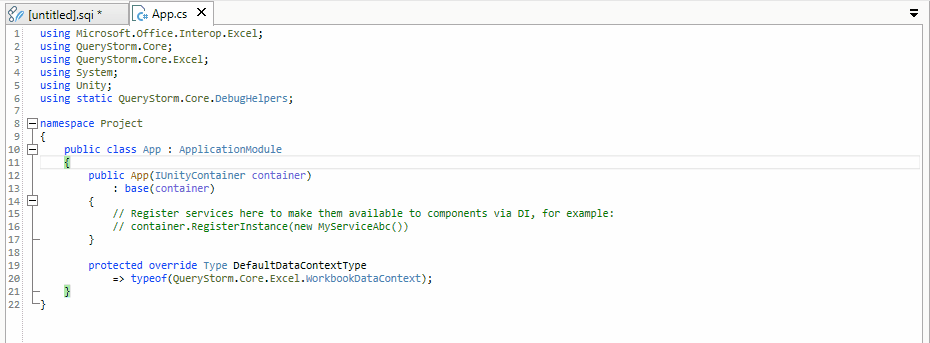 [untitled].sqi *
App.cs
1 using Microsoft.Office.Interop.Excel;
2 using QueryStorm.Core;
3 using QueryStorm.Core.Excel;
4 using System;
5 using Unity;
6 using static QueryStorm.Core.DebugHelpers;
7
8 namespace Project
9 {
10 public class App : ApplicationModule
11 {
12 public App(IUnityContainer container)
13 : base(container)
14 {
15 // Register services here to make them available to components via DI, for example:
16 // container.RegisterInstance(new MyServiceAbc())
17 }
18
19 protected override Type DefaultDataContextType
20 => typeof(QueryStorm.Core.Excel.WorkbookDataContext);
21 }
22 }